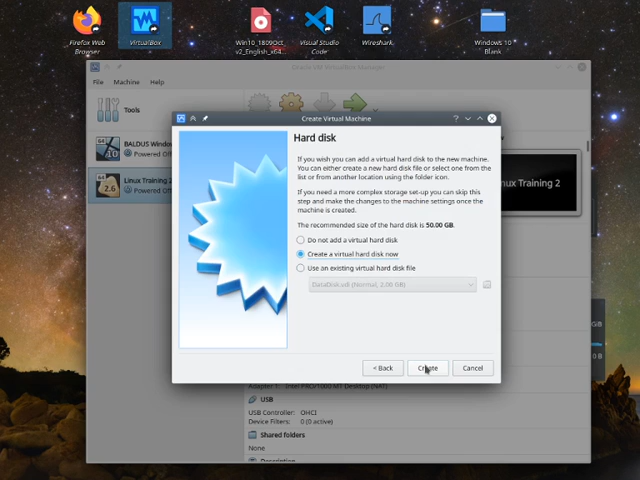 Firefox Web
Browser
VirtualBox
Win10_1809Oct
v2_English_x64...
Visual Studio
Code
Wireshark
Windows 10
Blank
Oracle VM VirtualBox Manager
File Machine Help
Tools
BALDUS Window
Powered Off
Linux Training 2
Powered Off
Create Virtual Machine
Hard disk
If you wish you can add a virtual hard disk to the new machine.
You can either create a new hard disk file or select one from the
list or from another location using the folder icon.
If you need a more complex storage set-up you can skip this
step and make the changes to the machine settings once the
machine is created.
The recommended size of the hard disk is 50.00 GB.
Do not add a virtual hard disk
Create a virtual hard disk now
Use an existing virtual hard disk file
DataDisk.vdi (Normal, 2.00 GB)
< Back Create Cancel
nux Training 2
Adapter 1: Intel PRO/1000 MT Desktop (NAT)
USB
USB Controller: OHCI
Device Filters: 0 (0 active)
Shared folders
None
Description